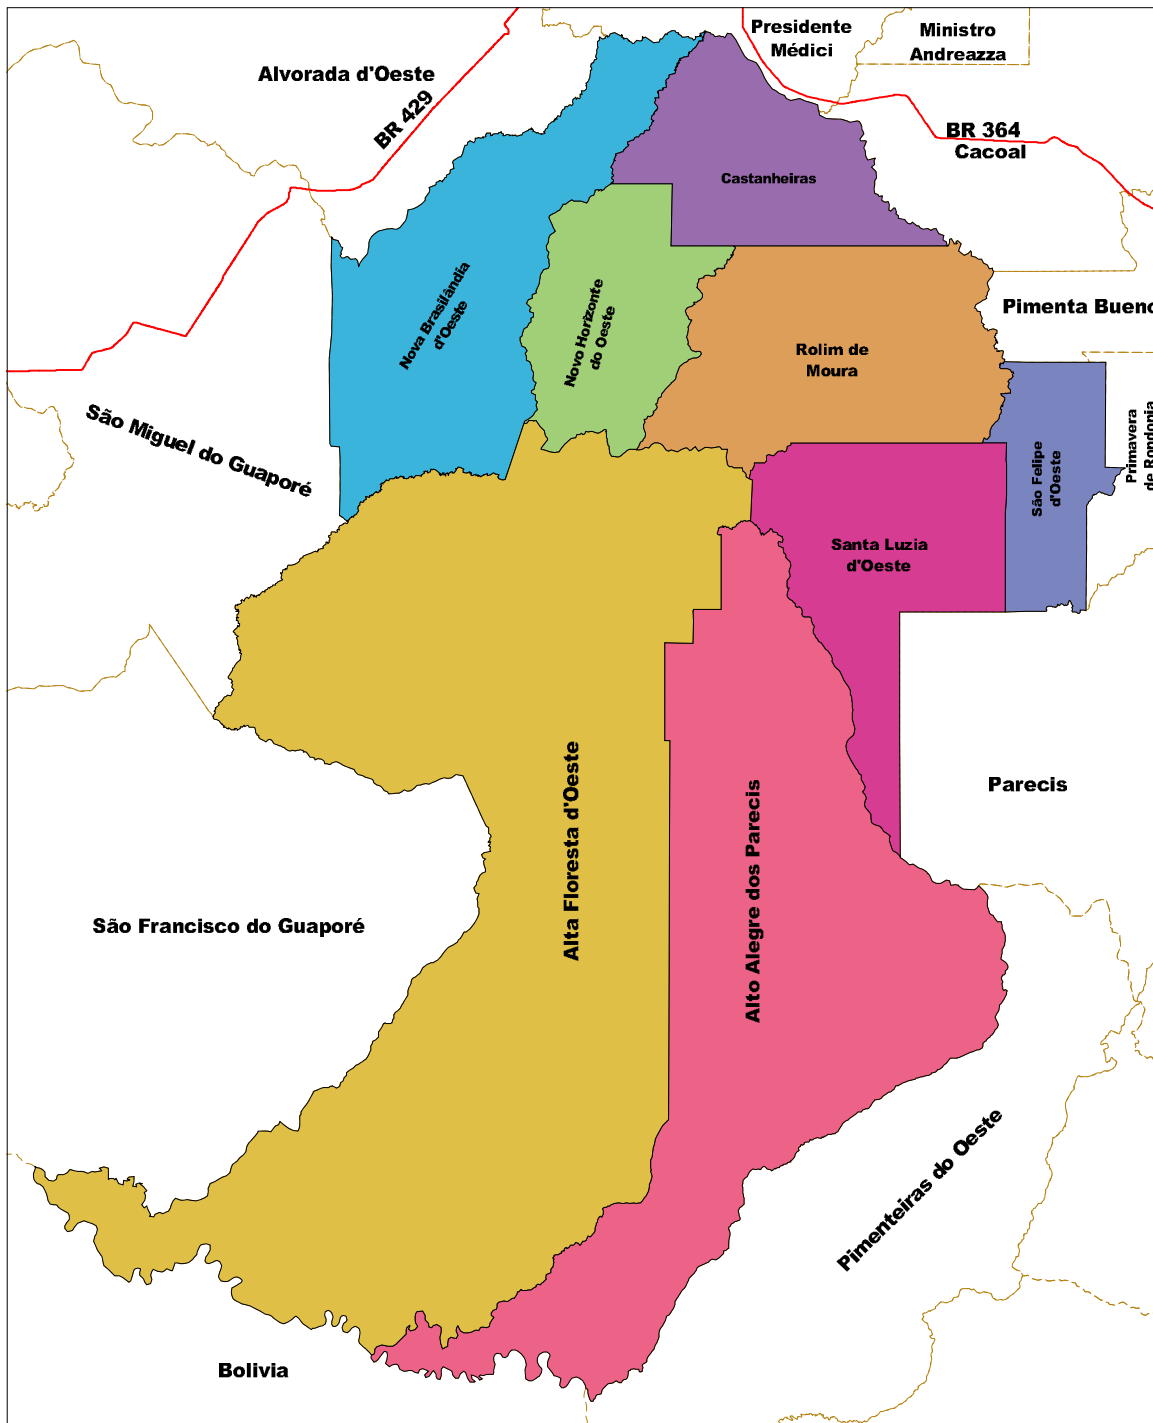 Presidente
Médici
Ministro
Andreazza
Alvorada d'Oeste
BR 429
BR 364
Cacoal
Castanheiras
Nova Brasilândia
d'Oeste
Novo Horizonte
do Oeste
Pimenta Bueno
Rolim de
Moura
São Miguel do Guaporé
São Felipe
d'Oeste
Primavera
de Rondonia
Santa Luzia
d'Oeste
Alta Floresta d'Oeste
Alto Alegre dos Parecis
Parecis
São Francisco do Guaporé
Pimenteiras do Oeste
Bolivia